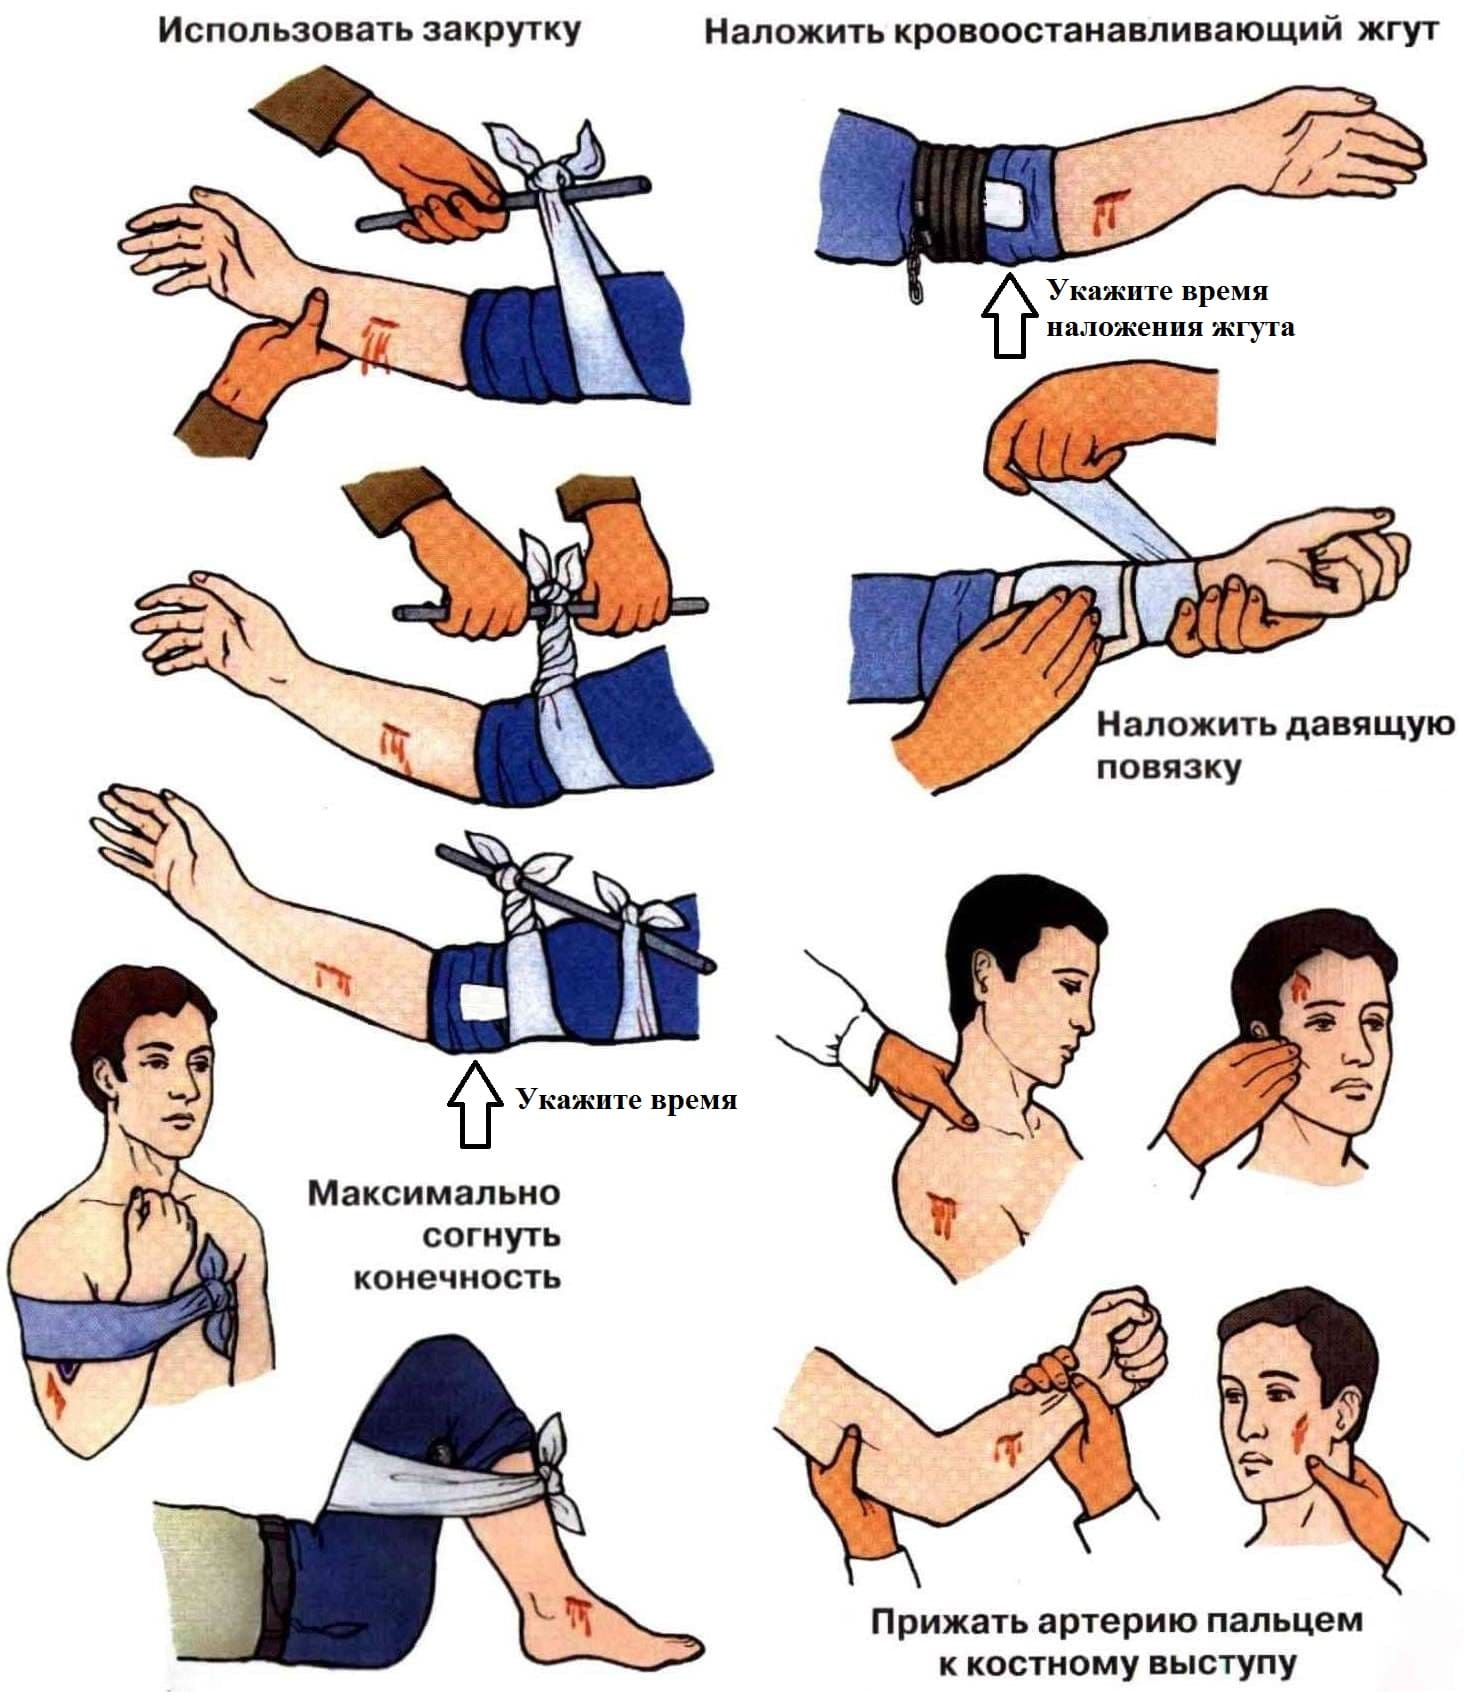 Использовать закрутку
Наложить кровоостанавливающий жгут
Укажите время
наложения жгута
Наложить давящую
повязку
Укажите время
Максимально
согнуть
конечность
Прижать артерию пальцем
к костному выступу